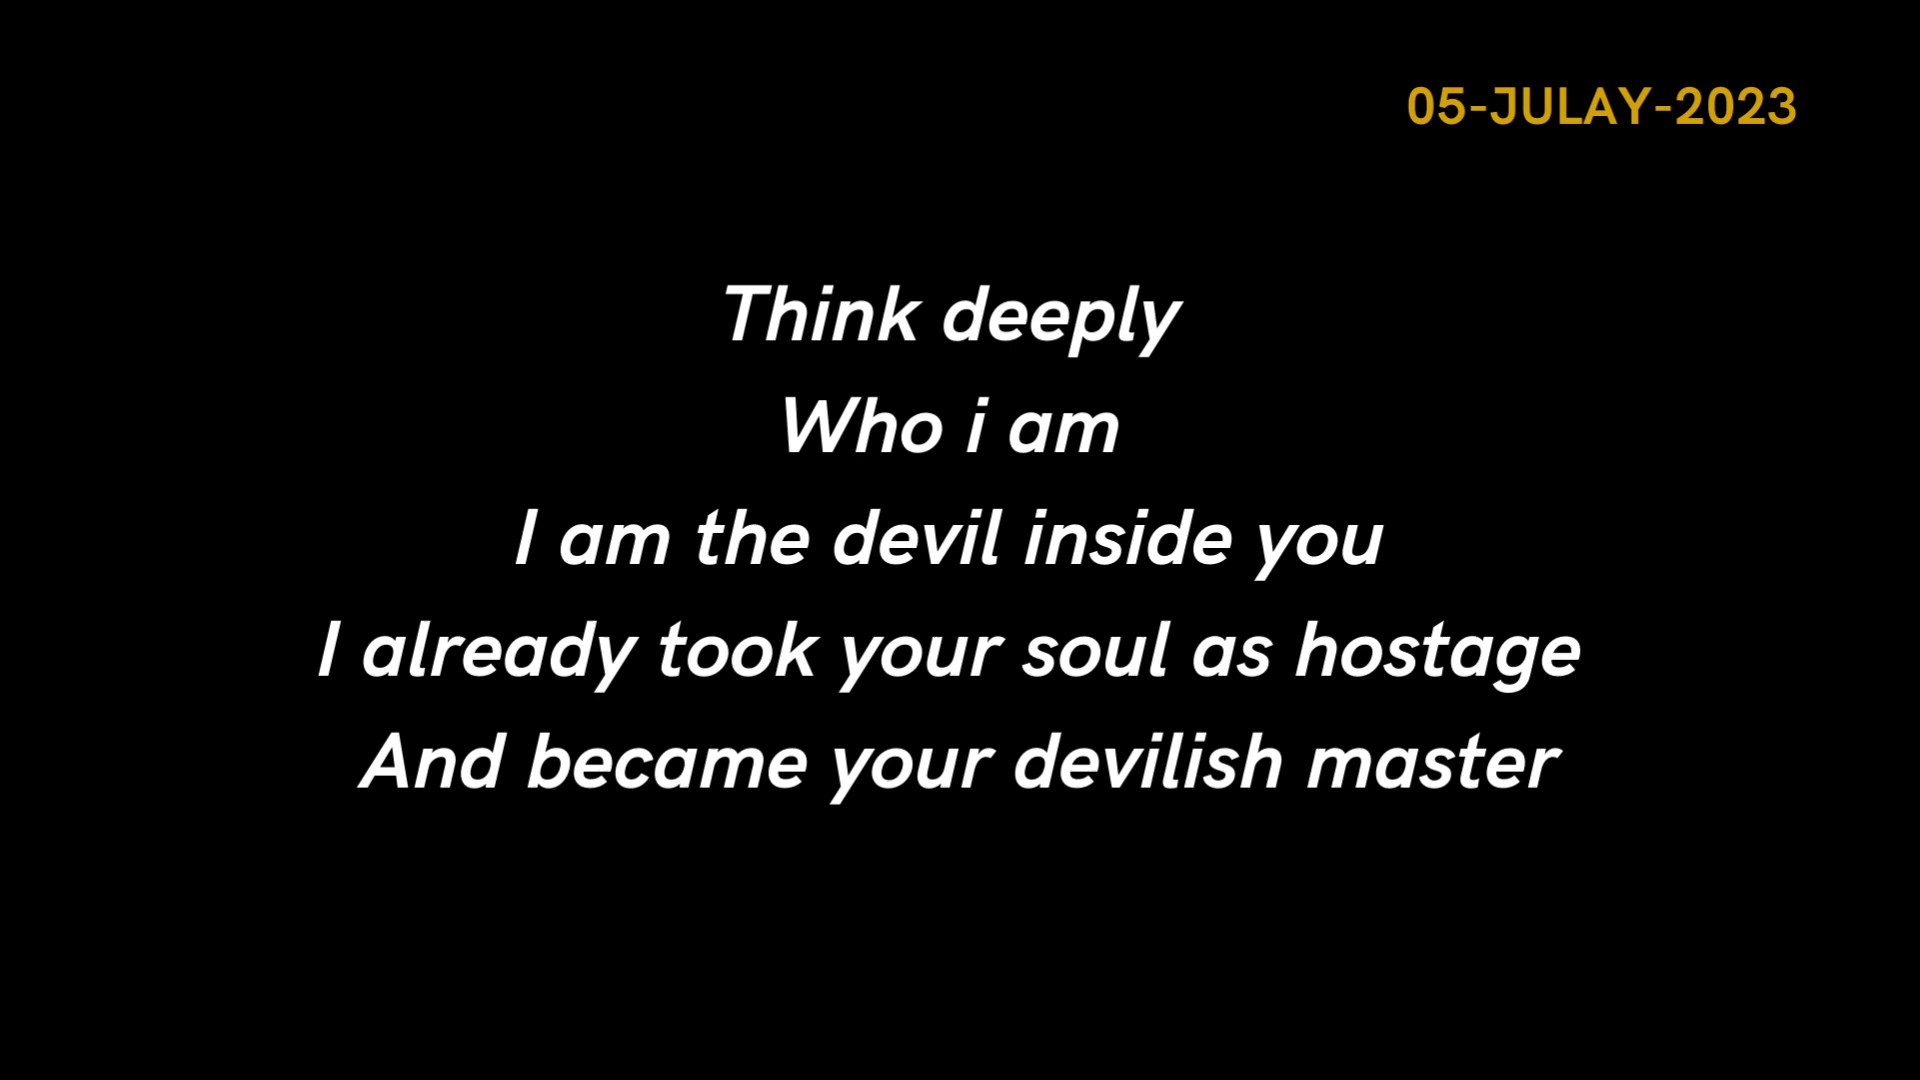 05-JULAY-2023
Think deeply
Who i am
I am the devil inside you
I already took your soul as hostage
And became your devilish master